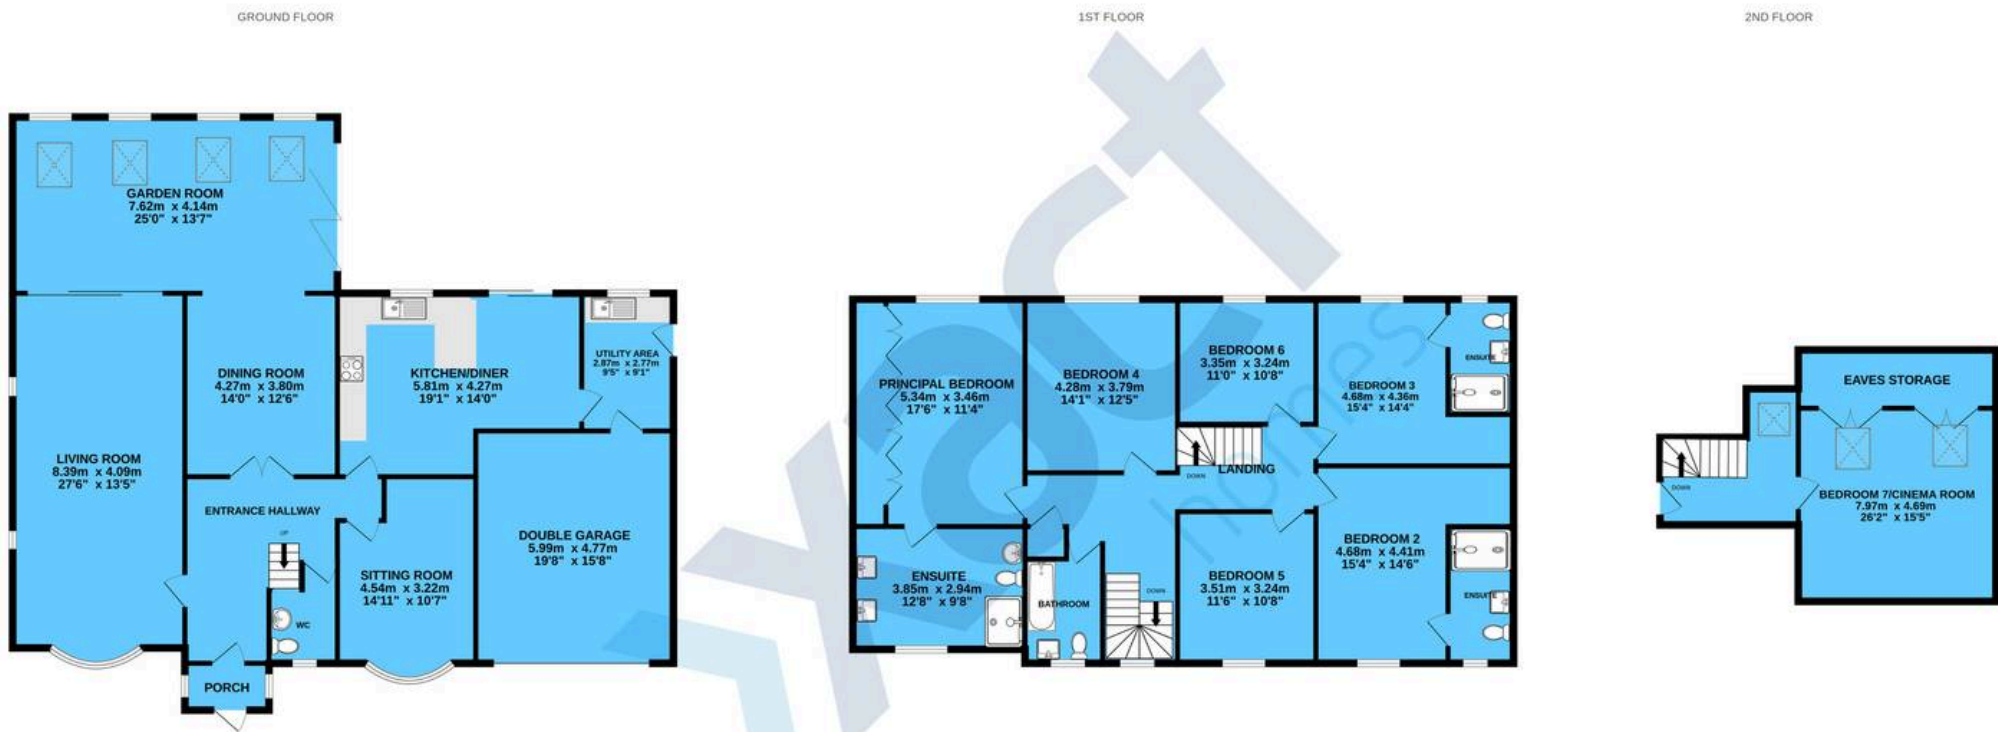 GROUND FLOOR
GARDEN ROOM
7.62m x 4.14m
25'0" x 13'7"
LIVING ROOM
8.39m x 4.09m
27'6" x 13'5"
DINING ROOM
4.27m x 3.80m
14'0" x 12'6"
KITCHEN/DINER
5.81m x 4.27m
19'1" x 14'0"
UTILITY AREA
2.87m x 2.77m
9'5" x 9'1"
ENTRANCE HALLWAY
UP
WC
SITTING ROOM
4.54m x 3.22m
14'11" x 10'7"
DOUBLE GARAGE
5.99m x 4.77m
19'8" x 15'8"
PORCH
1ST FLOOR
PRINCIPAL BEDROOM
5.34m x 3.46m
17'6" x 11'4"
BEDROOM 4
4.28m x 3.79m
14'1" x 12'5"
BEDROOM 6
3.35m x 3.24m
11'0" x 10'8"
BEDROOM 3
4.68m x 4.36m
15'4" x 14'4"
ENSUITE
LANDING
DOWN
ENSUITE
3.85m x 2.94m
12'8" x 9'8"
BATHROOM
DOWN
BEDROOM 5
3.51m x 3.24m
11'6" x 10'8"
BEDROOM 2
4.68m x 4.41m
15'4" x 14'6"
ENSUITE
xact
homes
2ND FLOOR
EAVES STORAGE
DOWN
BEDROOM 7/CINEMA ROOM
7.97m x 4.69m
26'2" x 15'5"